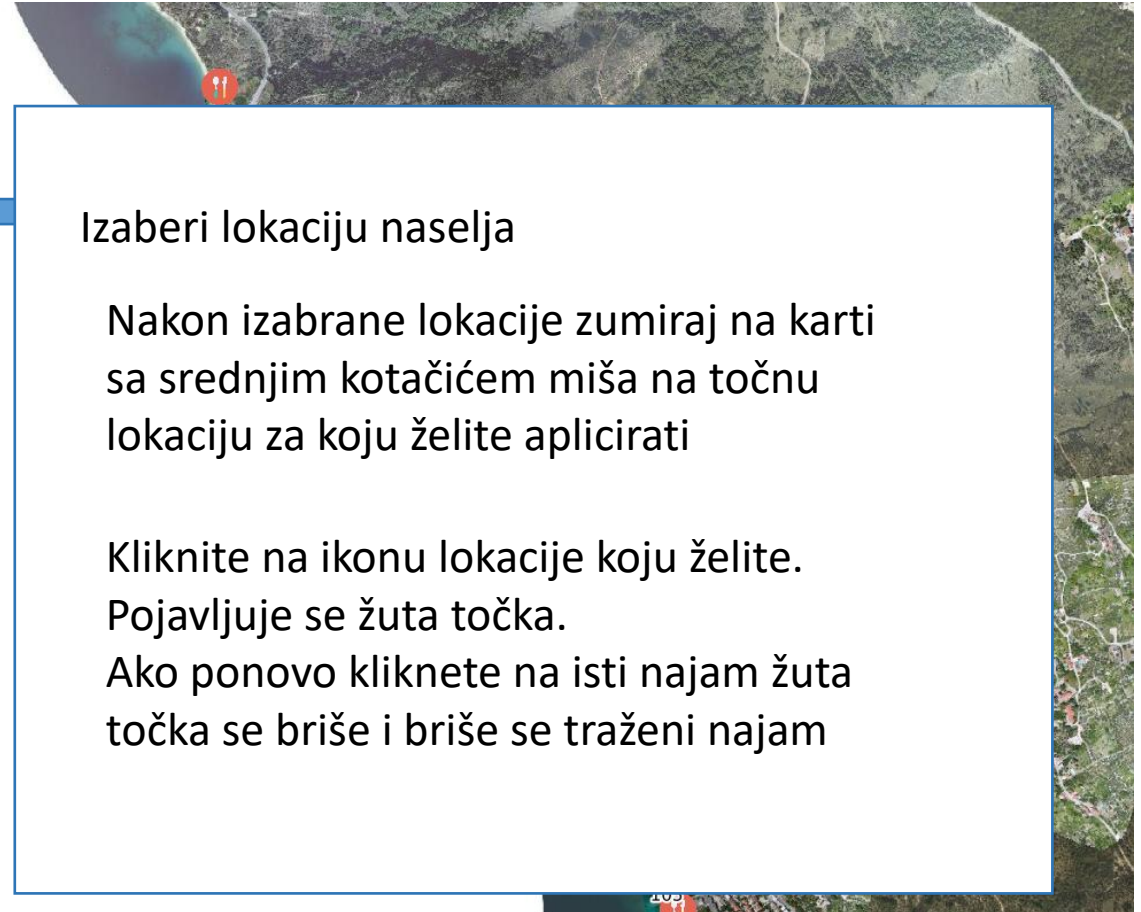 Izaberi lokaciju naselja
Nakon izabrane lokacije zumiraj na karti
sa srednjim kotačićem miša na točnu
lokaciju za koju želite aplicirati
Kliknite na ikonu lokacije koju želite.
Pojavljuje se žuta točka.
Ako ponovo kliknete na isti najam žuta
točka se briše i briše se traženi najam